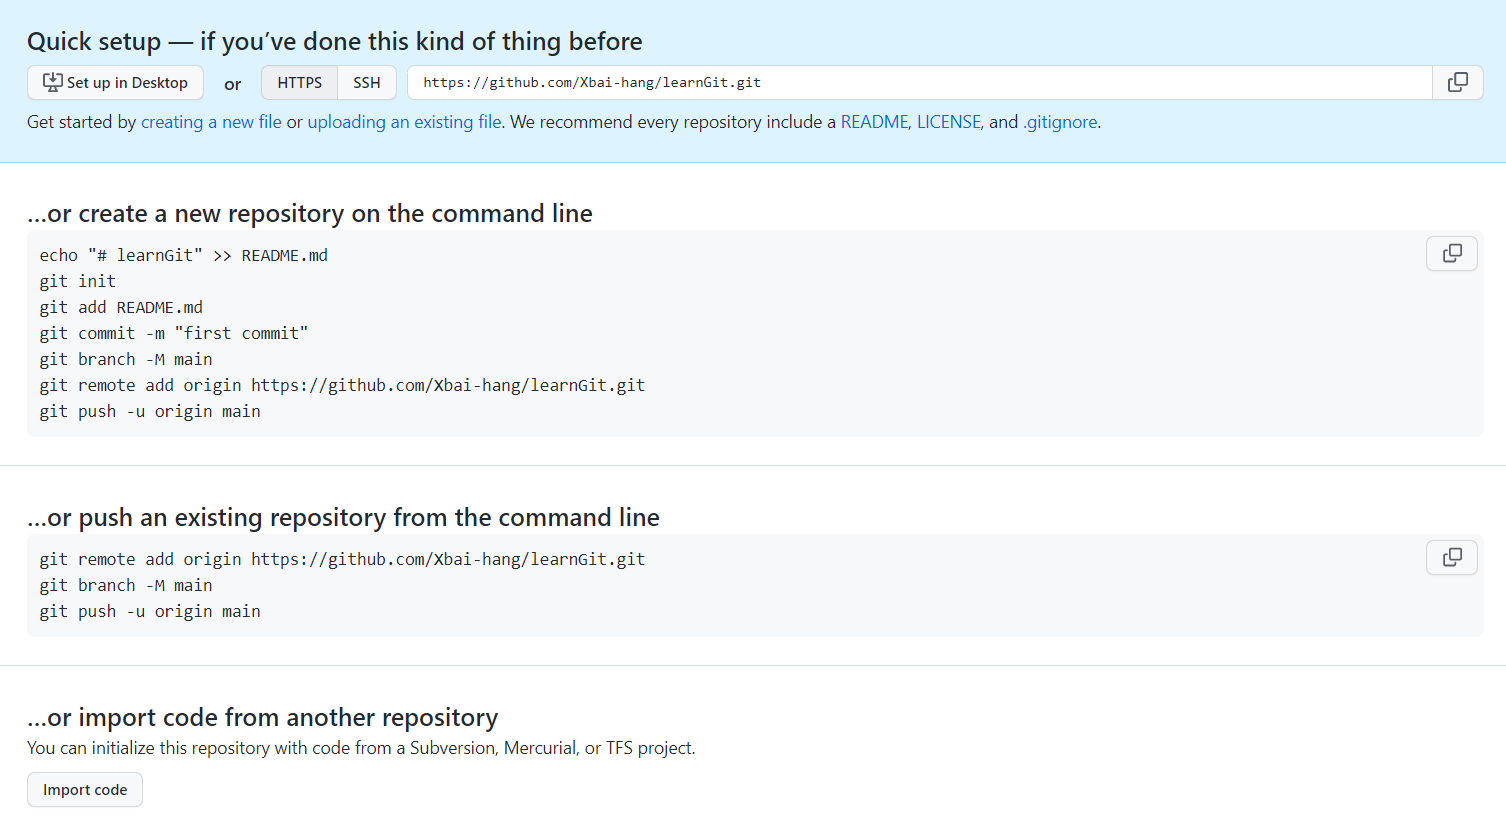 Quick setup — if you’ve done this kind of thing before
Set up in Desktop or HTTPS SSH https://github.com/Xbai-hang/learnGit.git
Get started by creating a new file or uploading an existing file. We recommend every repository include a README, LICENSE, and .gitignore.
…or create a new repository on the command line
echo "# learnGit" >> README.md
git init
git add README.md
git commit -m "first commit"
git branch -M main
git remote add origin https://github.com/Xbai-hang/learnGit.git
git push -u origin main
…or push an existing repository from the command line
git remote add origin https://github.com/Xbai-hang/learnGit.git
git branch -M main
git push -u origin main
…or import code from another repository
You can initialize this repository with code from a Subversion, Mercurial, or TFS project.
Import code